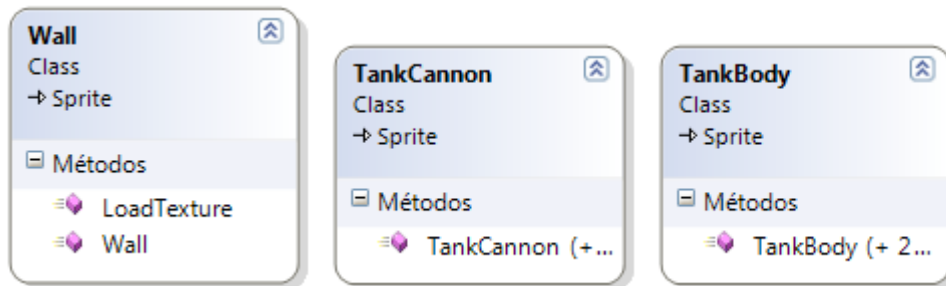 Wall
Class
Sprite
Métodos
LoadTexture
Wall
TankCannon
Class
Sprite
Métodos
TankCannon (+...
TankBody
Class
Sprite
Métodos
TankBody (+ 2...